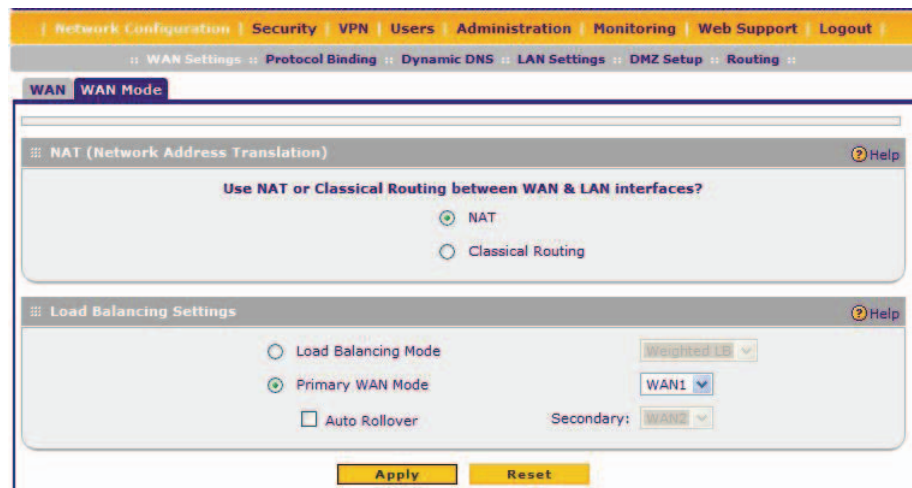 Network Configuration | Security | VPN | Users | Administration | Monitoring | Web Support | Logout
:: WAN Settings :: Protocol Binding :: Dynamic DNS :: LAN Settings :: DMZ Setup :: Routing ::
WAN WAN Mode
NAT (Network Address Translation) Help
Use NAT or Classical Routing between WAN & LAN interfaces?
NAT
Classical Routing
Load Balancing Settings Help
Load Balancing Mode Weighted LB
Primary WAN Mode WAN1
Auto Rollover Secondary: WAN2
Apply Reset